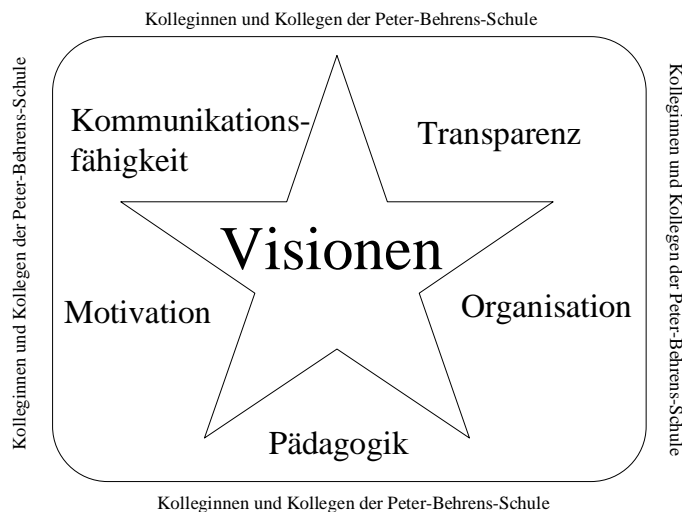 Kolleginnen und Kollegen der Peter-Behrens-Schule
Kommunikations-
fähigkeit
Transparenz
Visionen
Motivation
Organisation
Pädagogik
Kolleginnen und Kollegen der Peter-Behrens-Schule
Kolleginnen und Kollegen der Peter-Behrens-Schule
Kolleginnen und Kollegen der Peter-Behrens-Schule